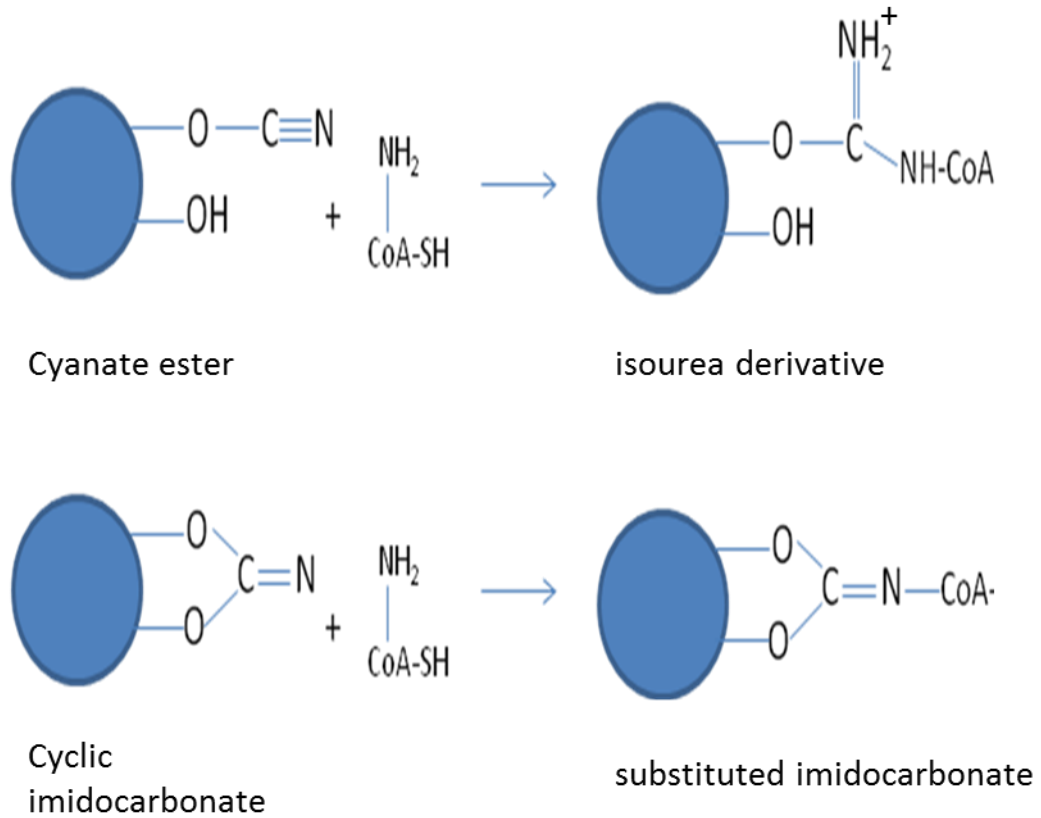 NH2+
O C≡N
NH2
O C
NH-CoA
OH
+
OH
CoA-SH
Cyanate ester
isourea derivative
O
O
NH2
C=N
C=N-CoA-
O
+
O
CoA-SH
Cyclic
imidocarbonate
substituted imidocarbonate